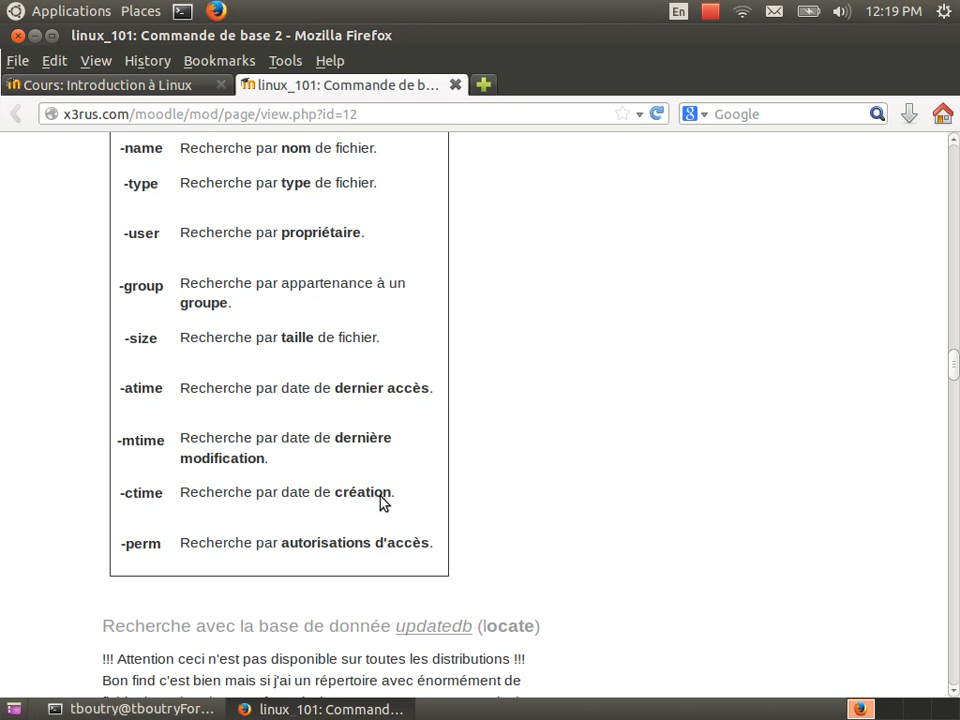 Applications Places En 12:19 PM
linux_101: Commande de base 2 - Mozilla Firefox
File Edit View History Bookmarks Tools Help
Cours: Introduction à Linux linux_101: Commande de b...
x3rus.com/moodle/mod/page/view.php?id=12 Google
-name Recherche par nom de fichier.
-type Recherche par type de fichier.
-user Recherche par propriétaire.
-group Recherche par appartenance à un
groupe.
-size Recherche par taille de fichier.
-atime Recherche par date de dernier accès.
-mtime Recherche par date de dernière
modification.
-ctime Recherche par date de création.
-perm Recherche par autorisations d'accès.
Recherche avec la base de donnée updatedb (locate)
!!! Attention ceci n'est pas disponible sur toutes les distributions !!!
Bon find c'est bien mais si j'ai un répertoire avec énormément de
tboutry@tboutryFor... linux_101: Command...